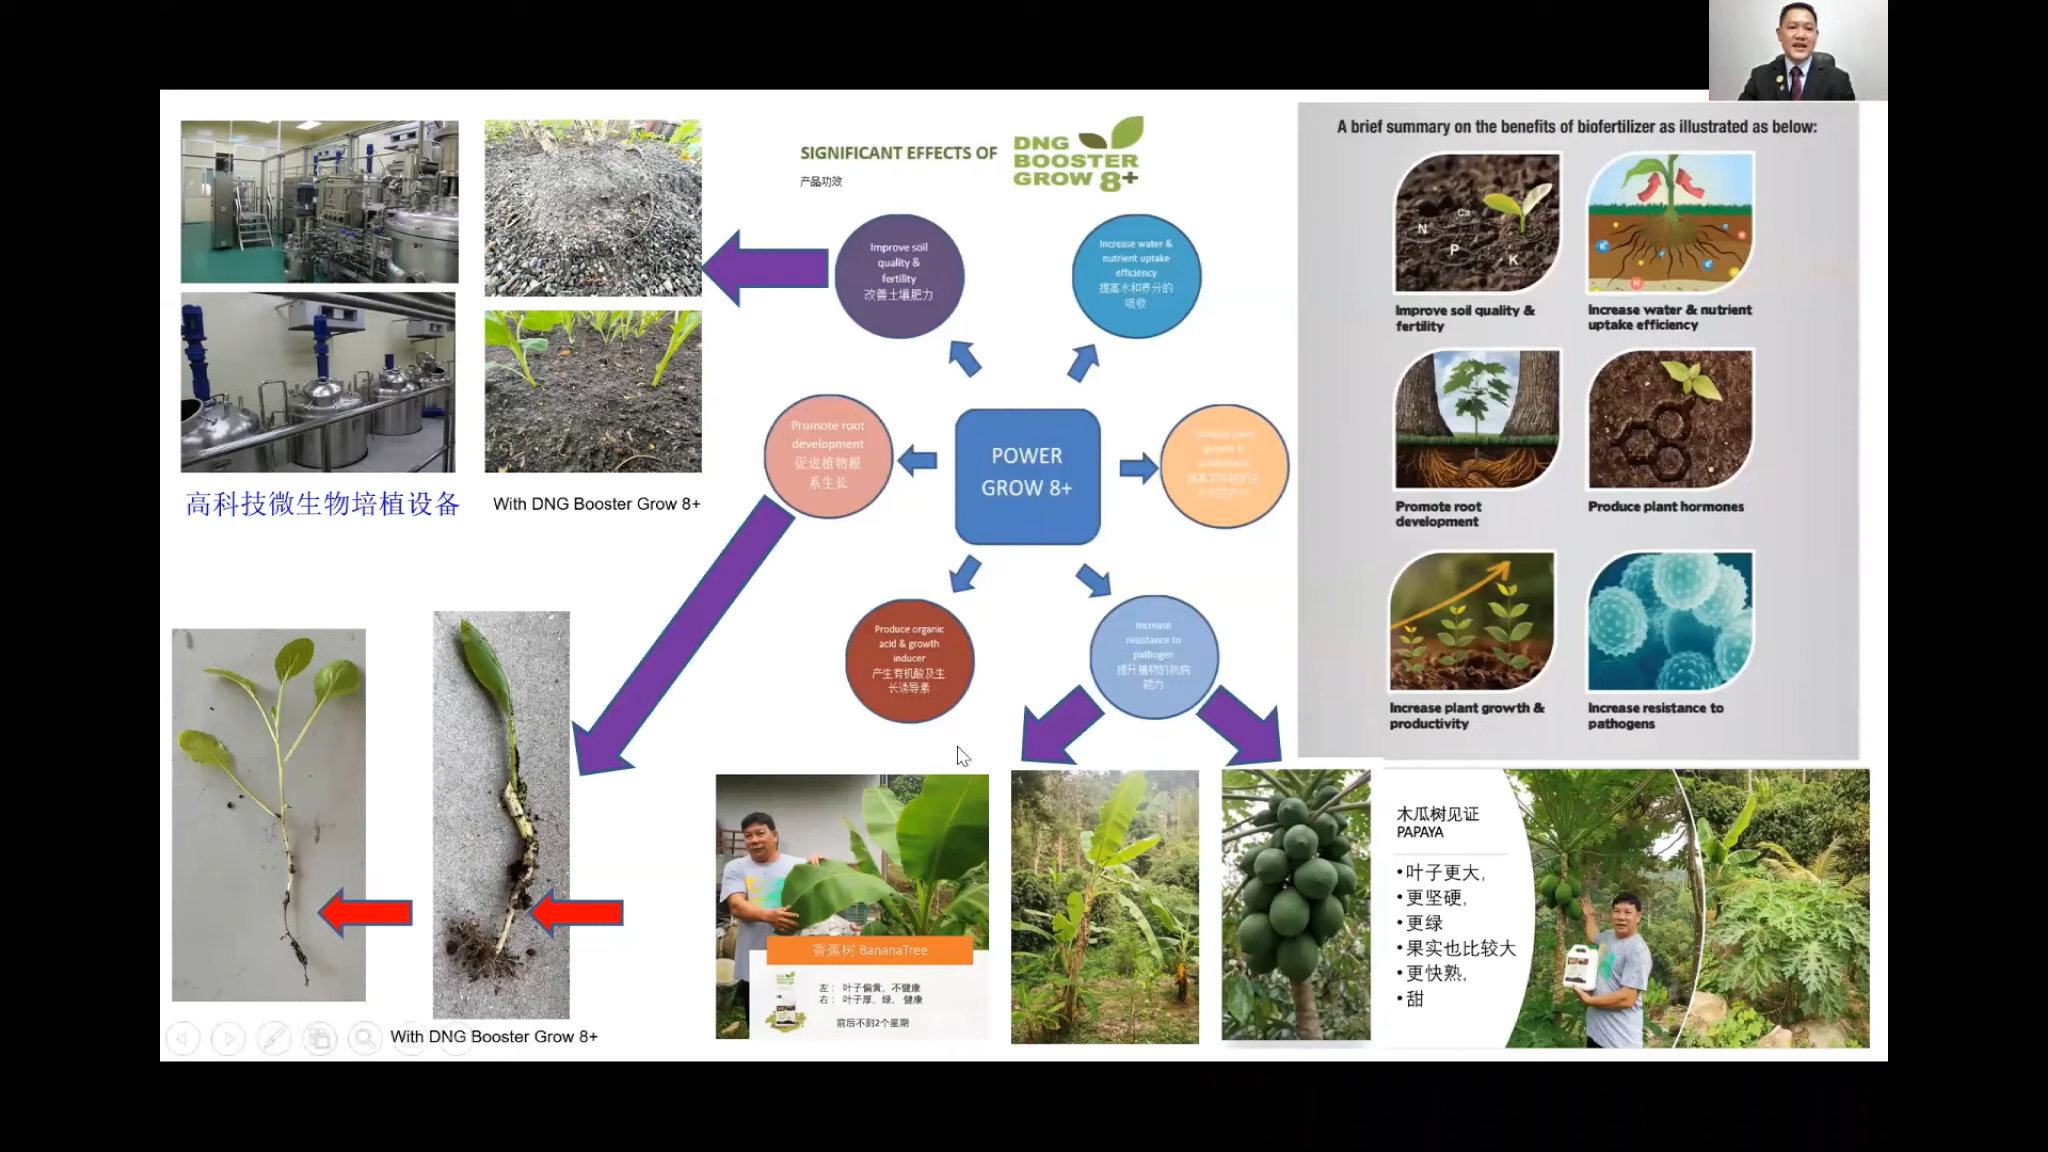 SIGNIFICANT EFFECTS OF
产品功效
DNG
BOOSTER
GROW 8+
A brief summary on the benefits of biofertilizer as illustrated as below:
Improve soil
quality &
fertility
改善土壤肥力
Increase water &
nutrient uptake
efficiency
提高水和养分的
吸收
Promote root
development
促进植物根
系生长
POWER
GROW 8+
growth &
Produce organic
acid & growth
inducer
产生有机酸及生
长诱导素
Increase
resistance to
pathogen
提升植物的抗病
能力
高科技微生物培植设备
With DNG Booster Grow 8+
With DNG Booster Grow 8+
Ca
N
P
K
Improve soil quality &
fertility
Increase water & nutrient
uptake efficiency
Promote root
development
Produce plant hormones
Increase plant growth &
productivity
Increase resistance to
pathogens
香蕉树 BananaTree
左： 叶子偏黄、不健康
右： 叶子厚、绿， 健康
前后不到2个星期
木瓜树见证
PAPAYA
•叶子更大，
•更坚硬，
•更绿
•果实也比较大
•更快熟，
•甜